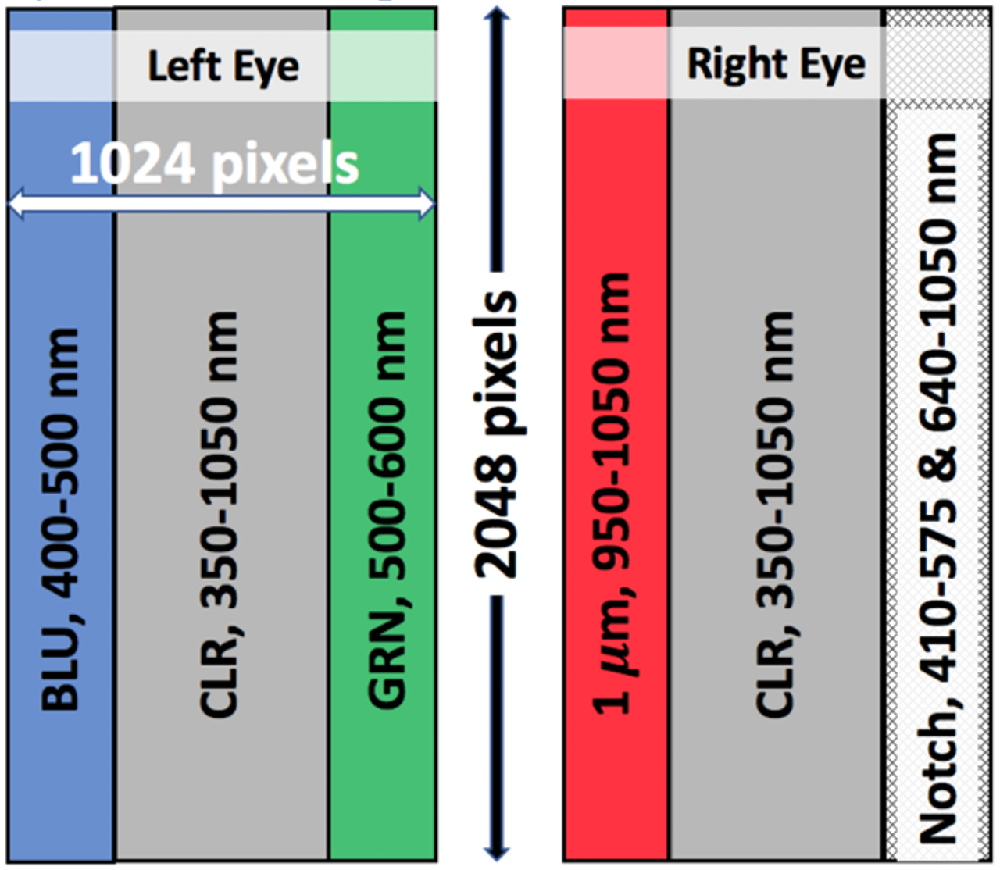 Left Eye
1024 pixels
BLU, 400-500 nm
CLR, 350-1050 nm
GRN, 500-600 nm
2048 pixels
Right Eye
1 μm, 950-1050 nm
CLR, 350-1050 nm
Notch, 410-575 & 640-1050 nm